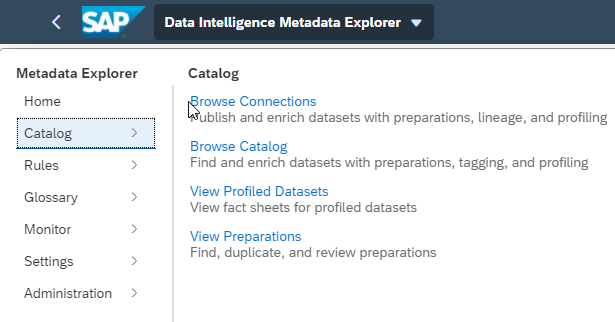 SAP
Data Intelligence Metadata Explorer
Metadata Explorer
Home
Catalog
Rules
Glossary
Monitor
Settings
Administration
Catalog
Browse Connections
Publish and enrich datasets with preparations, lineage, and profiling
Browse Catalog
Find and enrich datasets with preparations, tagging, and profiling
View Profiled Datasets
View fact sheets for profiled datasets
View Preparations
Find, duplicate, and review preparations